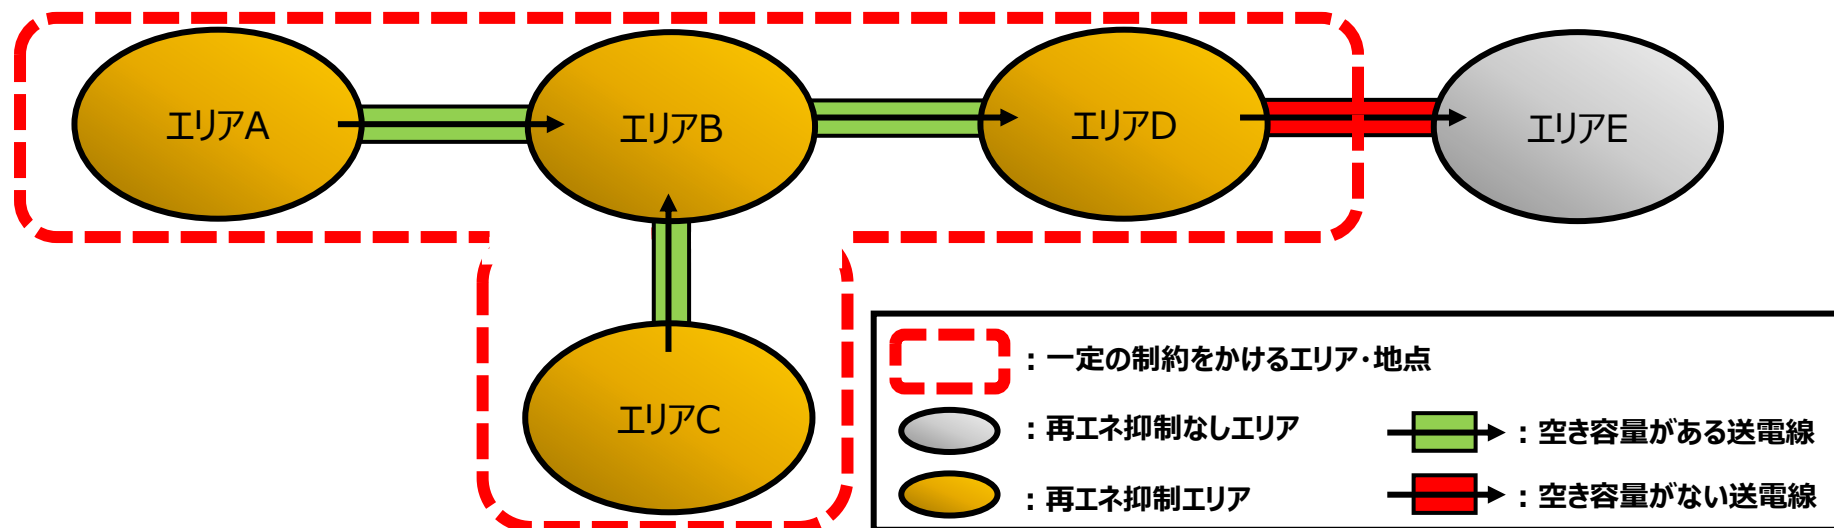 エリアA
エリアB
エリアD
エリアE
エリアC
：一定の制約をかけるエリア・地点
：再エネ抑制なしエリア
：空き容量がある送電線
：再エネ抑制エリア
：空き容量がない送電線